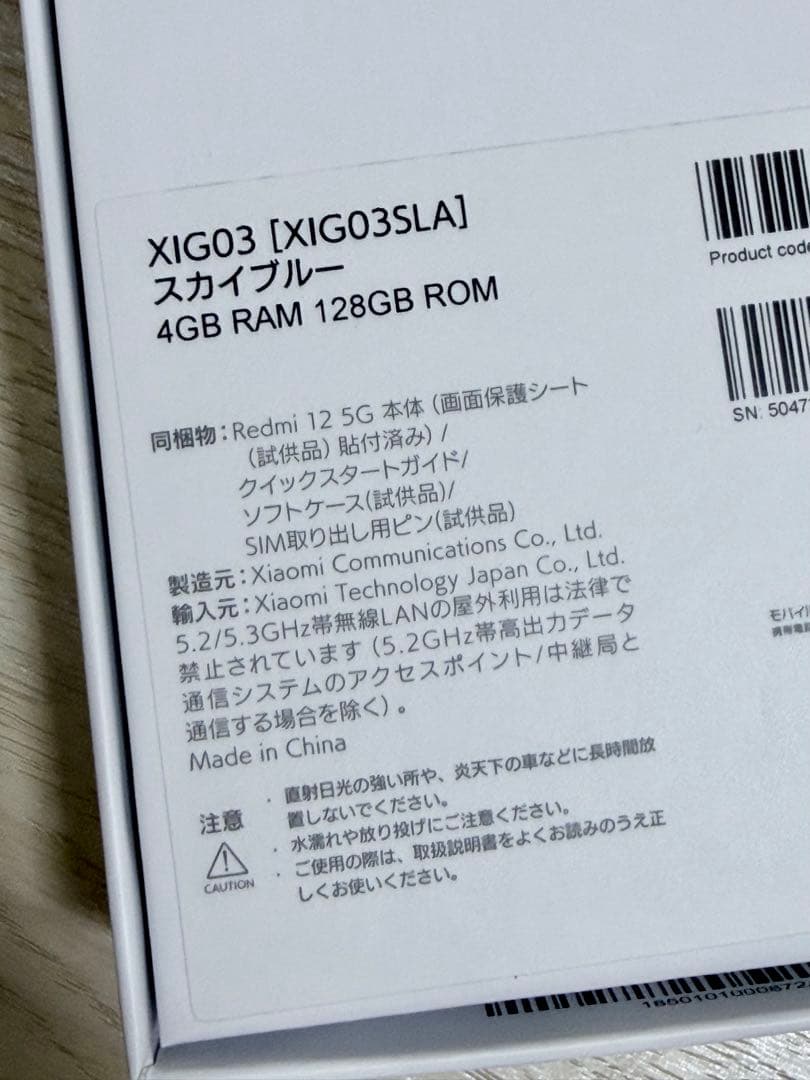 XIG03 [XIG03SLA]
スカイブルー
4GB RAM 128GB ROM
Product code
SN: 5047
同梱物：Redmi 12 5G 本体（画面保護シート
（試供品）貼付済み）/
クイックスタートガイド/
ソフトケース(試供品)/
SIM取り出し用ピン(試供品)
製造元：Xiaomi Communications Co., Ltd.
輸入元：Xiaomi Technology Japan Co., Ltd.
5.2/5.3GHz帯無線LANの屋外利用は法律で
禁止されています（5.2GHz帯高出力データ
通信システムのアクセスポイント/中継局と
通信する場合を除く）。
Made in China
モバイル
注意
CAUTION
・直射日光の強い所や、炎天下の車などに長時間放
置しないでください。
・水濡れや放り投げにご注意ください。
・ご使用の際は、取扱説明書をよくお読みのうえ正
しくお使いください。